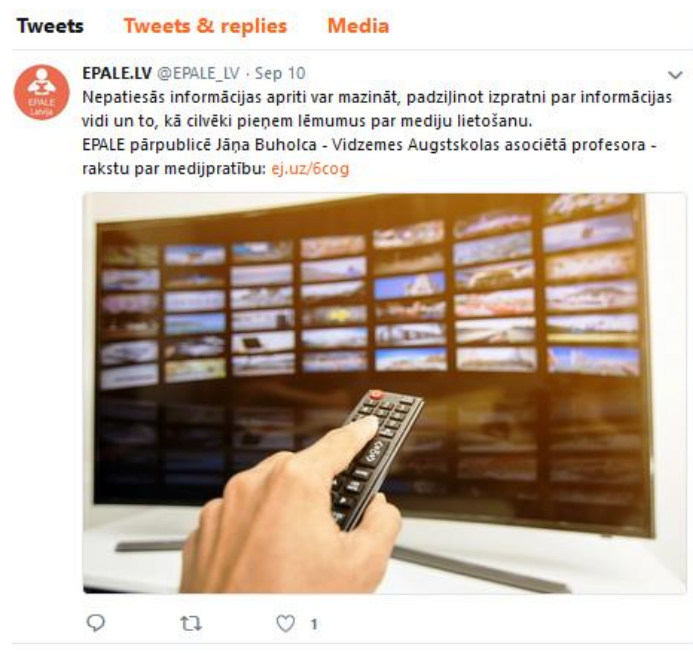 Tweets Tweets & replies Media
EPALE.LV @EPALE_LV · Sep 10
EPALE
Latvija
Nepatiesās informācijas apriti var mazināt, padziļinot izpratni par informācijas
vidi un to, kā cilvēki pieņem lēmumus par mediju lietošanu.
EPALE pārpublicē Jāņa Buholca - Vidzemes Augstskolas asociētā profesora -
rakstu par medijpratību: ej.uz/6cog
1